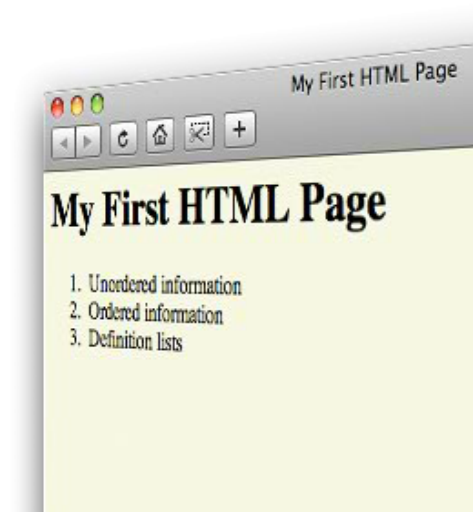 My First HTML Page
My First HTML Page
1. Unordered information
2. Ordered information
3. Definition lists